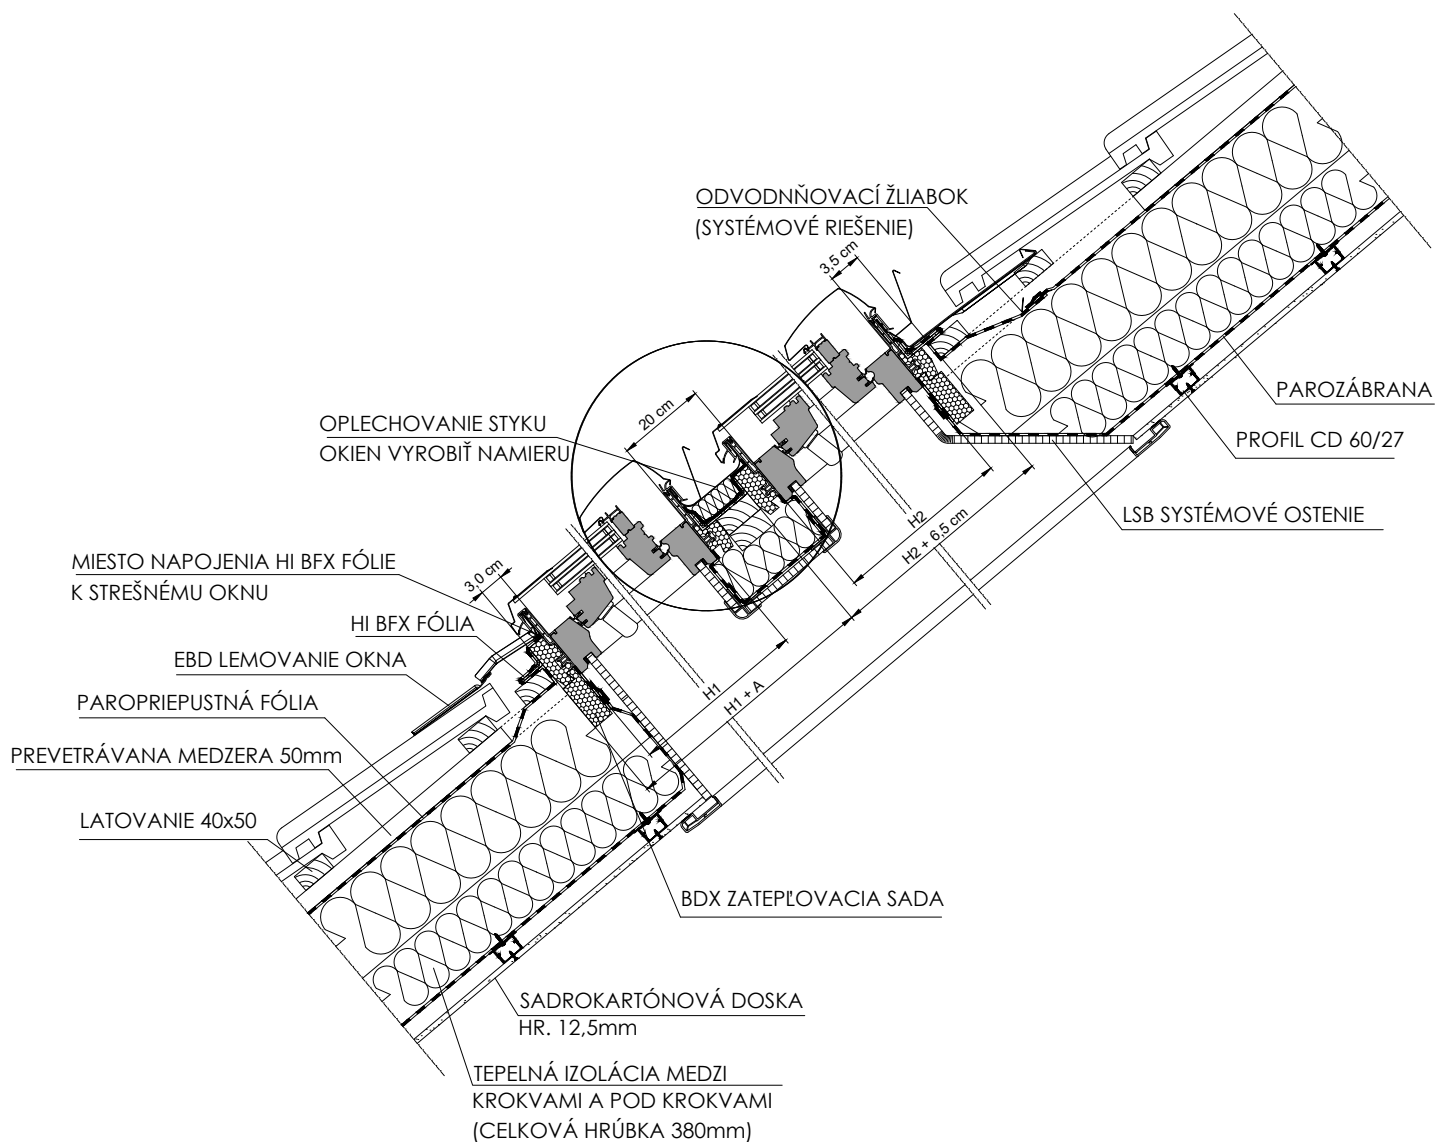 ODVODNŇOVACÍ ŽLIABOK
(SYSTÉMOVÉ RIEŠENIE)
3,5 cm
PAROZÁBRANA
20 cm
OPLECHOVANIE STYKU
OKIEN VYROBIŤ NAMIERU
PROFIL CD 60/27
H2
LSB SYSTÉMOVÉ OSTENIE
H2 + 6.5 cm
MIESTO NAPOJENIA HI BFX FÓLIE
K STREŠNÉMU OKNU
3,0 cm
HI BFX FÓLIA
EBD LEMOVANIE OKNA
H1
H1 + A
PAROPRIEPUSTNÁ FÓLIA
PREVETRÁVANA MEDZERA 50mm
LATOVANIE 40x50
BDX ZATEPĽOVACIA SADA
SADROKARTÓNOVÁ DOSKA
HR. 12,5mm
TEPELNÁ IZOLÁCIA MEDZI
KROKVAMI A POD KROKVAMI
(CELKOVÁ HRÚBKA 380mm)